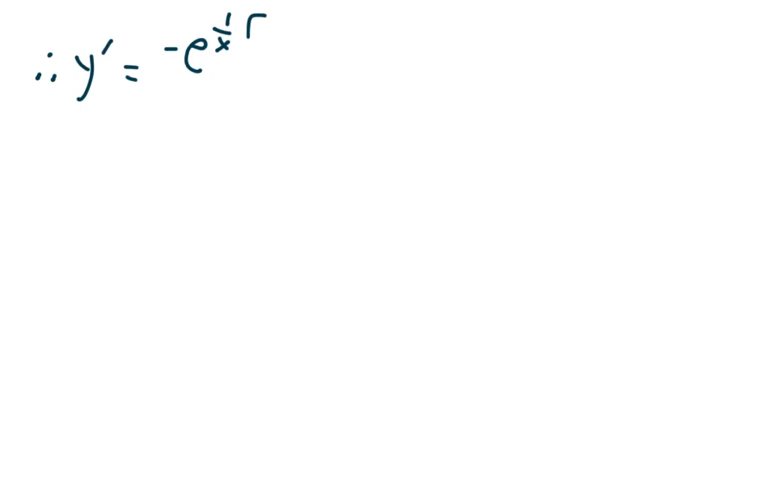 ∴ y' = -e^{1/x} [